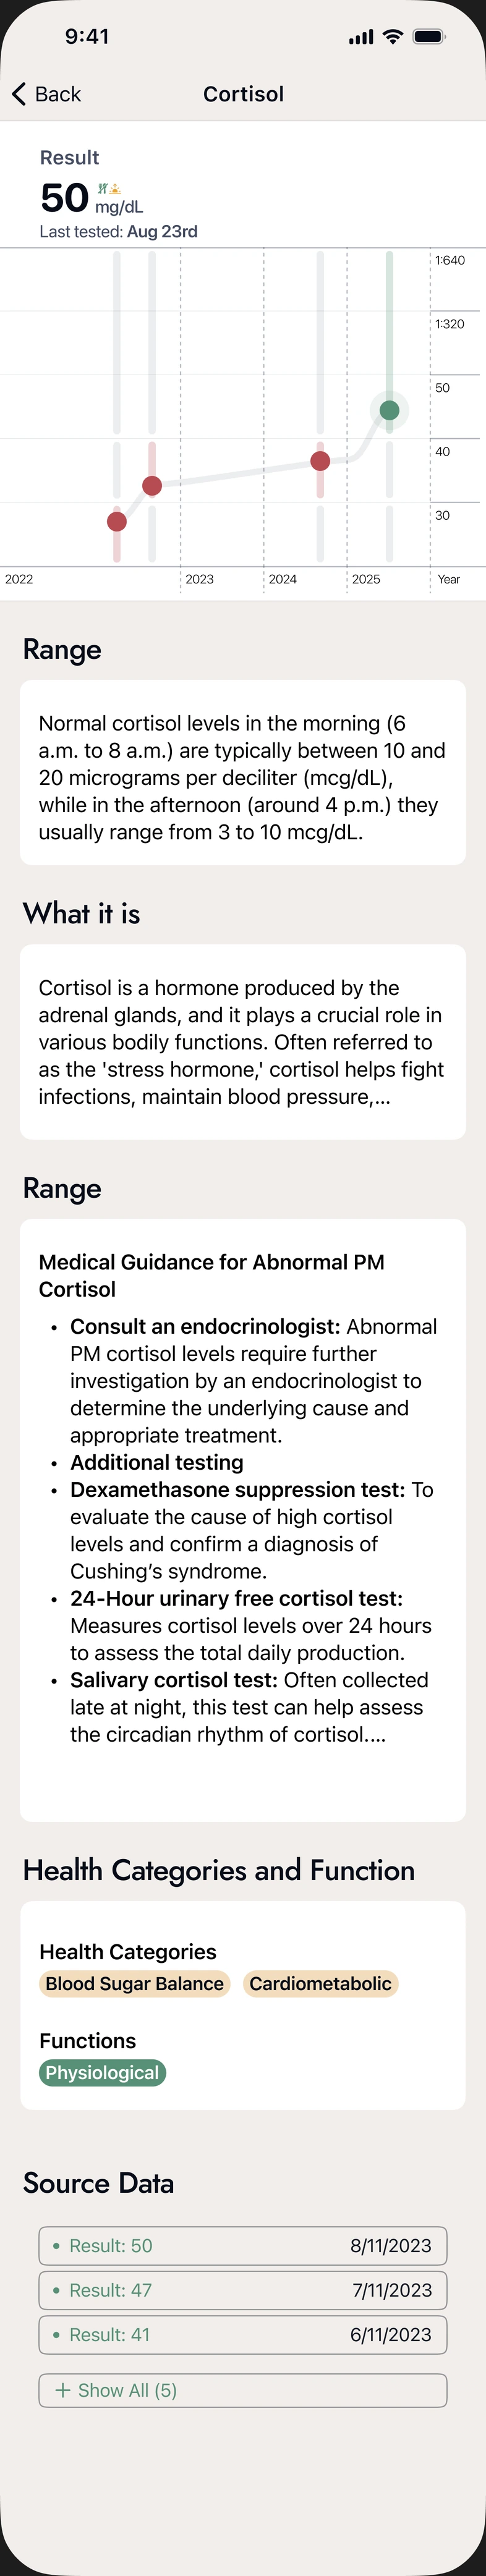 9:41
Back
Cortisol
Result
50
mg/dL
Last tested: Aug 23rd
1:640
1:320
50
40
30
2022
2023
2024
2025
Year
Range
Normal cortisol levels in the morning (6
a.m. to 8 a.m.) are typically between 10 and
20 micrograms per deciliter (mcg/dL),
while in the afternoon (around 4 p.m.) they
usually range from 3 to 10 mcg/dL.
What it is
Cortisol is a hormone produced by the
adrenal glands, and it plays a crucial role in
various bodily functions. Often referred to
as the 'stress hormone,' cortisol helps fight
infections, maintain blood pressure,...
Range
Medical Guidance for Abnormal PM
Cortisol
• Consult an endocrinologist: Abnormal
PM cortisol levels require further
investigation by an endocrinologist to
determine the underlying cause and
appropriate treatment.
• Additional testing
• Dexamethasone suppression test: To
evaluate the cause of high cortisol
levels and confirm a diagnosis of
Cushing’s syndrome.
• 24-Hour urinary free cortisol test:
Measures cortisol levels over 24 hours
to assess the total daily production.
• Salivary cortisol test: Often collected
late at night, this test can help assess
the circadian rhythm of cortisol....
Health Categories and Function
Health Categories
Blood Sugar Balance Cardiometabolic
Functions
Physiological
Source Data
• Result: 50 8/11/2023
• Result: 47 7/11/2023
• Result: 41 6/11/2023
+ Show All (5)